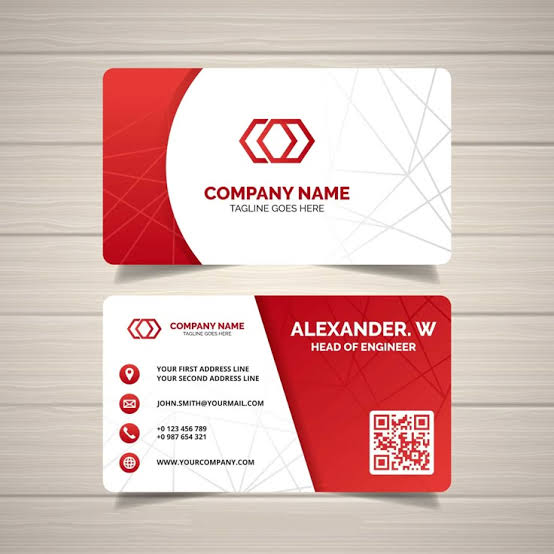 COMPANY NAME
TAGLINE GOES HERE
COMPANY NAME
TAGLINE GOES HERE
ALEXANDER. W
HEAD OF ENGINEER
YOUR FIRST ADDRESS LINE
YOUR SECOND ADDRESS LINE
JOHN.SMITH@YOURMAIL.COM
+0 123 456 789
+0 987 654 321
WWW.YOURCOMPANY.COM